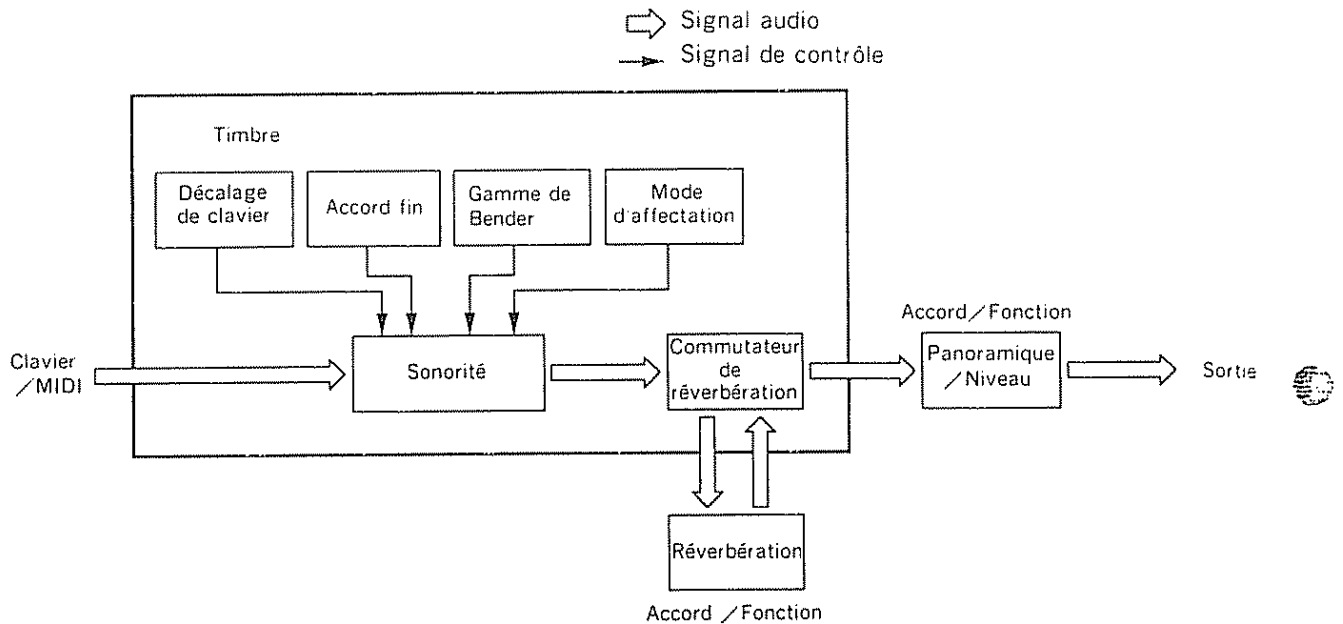 Signal audio
Signal de contrôle
Timbre
Décalage
de clavier
Accord fin
Gamme de
Bender
Mode
d'affectation
Clavier
/MIDI
Sonorité
Commutateur
de
réverbération
Accord/Fonction
Panoramique
/Niveau
Sortie
Réverbération
Accord /Fonction